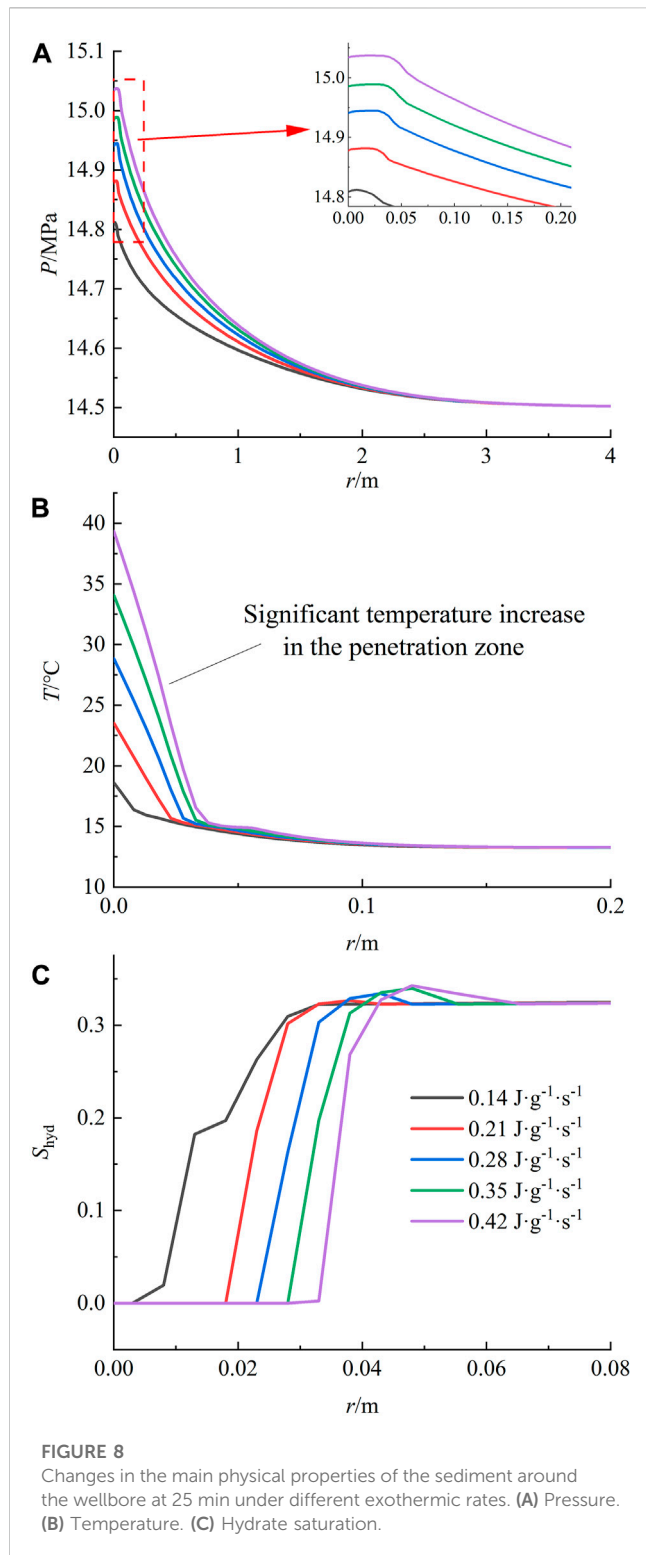 A
15.1
15.0
14.9
14.8
14.7
14.6
14.5
P/MPa
0
1
2
3
4
r/m
15.0
14.9
14.8
0.00
0.05
0.10
0.15
0.20
B
40
35
30
25
20
15
10
T/°C
Significant temperature increase
in the penetration zone
0.0
0.1
0.2
r/m
C
0.3
0.2
0.1
0.0
S_hyd
0.14 J·g⁻¹·s⁻¹
0.21 J·g⁻¹·s⁻¹
0.28 J·g⁻¹·s⁻¹
0.35 J·g⁻¹·s⁻¹
0.42 J·g⁻¹·s⁻¹
0.00
0.02
0.04
0.06
0.08
r/m
FIGURE 8
Changes in the main physical properties of the sediment around
the wellbore at 25 min under different exothermic rates. (A) Pressure.
(B) Temperature. (C) Hydrate saturation.